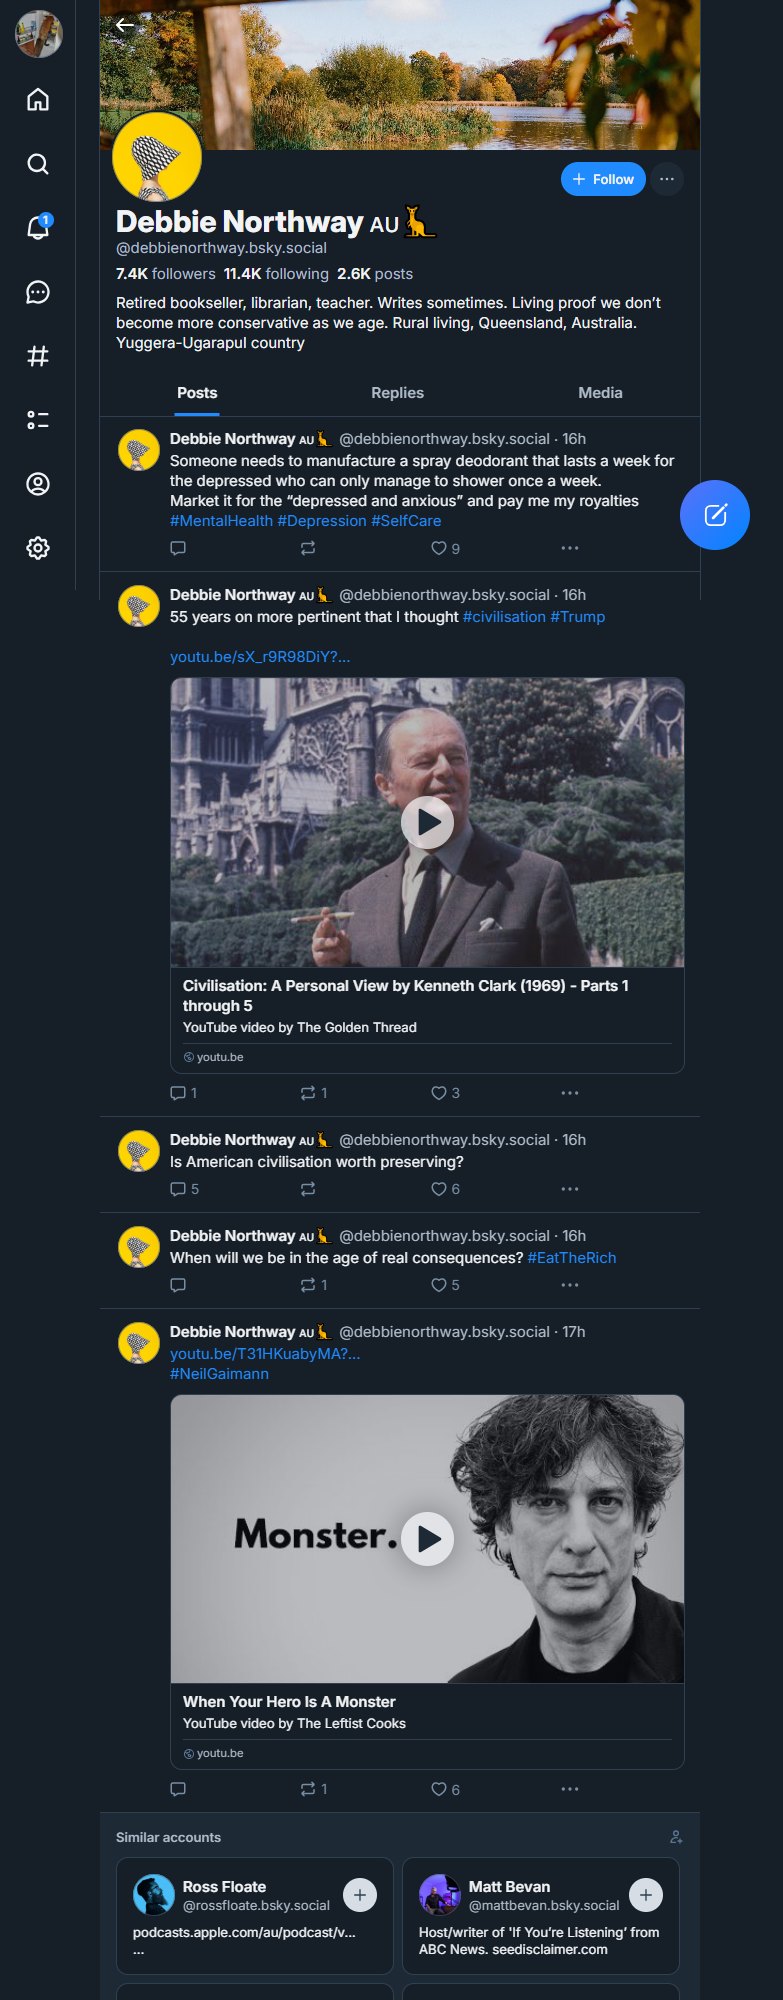 1
Follow
Debbie Northway AU
@debbienorthway.bsky.social
7.4K followers 11.4K following 2.6K posts
Retired bookseller, librarian, teacher. Writes sometimes. Living proof we don't
become more conservative as we age. Rural living, Queensland, Australia.
Yuggera-Ugarapul country
Posts Replies Media
Debbie Northway AU @debbienorthway.bsky.social · 16h
Someone needs to manufacture a spray deodorant that lasts a week for
the depressed who can only manage to shower once a week.
Market it for the “depressed and anxious” and pay me my royalties
#MentalHealth #Depression #SelfCare
9
Debbie Northway AU @debbienorthway.bsky.social · 16h
55 years on more pertinent that I thought #civilisation #Trump
youtu.be/sX_r9R98DiY?...
Civilisation: A Personal View by Kenneth Clark (1969) - Parts 1
through 5
YouTube video by The Golden Thread
youtu.be
1 1 3
Debbie Northway AU @debbienorthway.bsky.social · 16h
Is American civilisation worth preserving?
5 6
Debbie Northway AU @debbienorthway.bsky.social · 16h
When will we be in the age of real consequences? #EatTheRich
1 5
Debbie Northway AU @debbienorthway.bsky.social · 17h
youtu.be/T31HKuabyMA?...
#NeilGaimann
Monster.
When Your Hero Is A Monster
YouTube video by The Leftist Cooks
youtu.be
1 6
Similar accounts
Ross Floate
@rossfloate.bsky.social
podcasts.apple.com/au/podcast/v...
...
Matt Bevan
@mattbevan.bsky.social
Host/writer of 'If You’re Listening’ from
ABC News. seedisclaimer.com